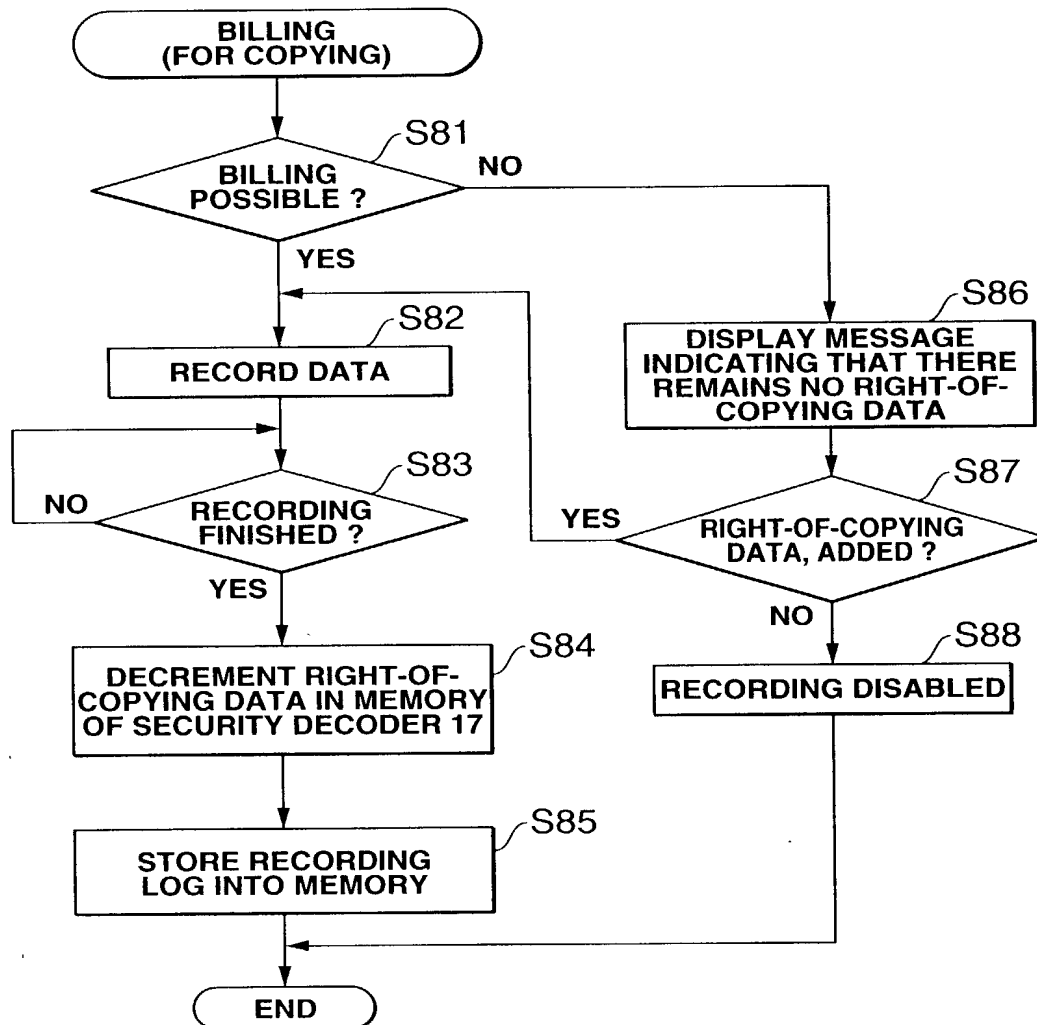 BILLING
(FOR COPYING)
S81
BILLING
POSSIBLE ?
NO
YES
S82
RECORD DATA
S83
RECORDING
FINISHED ?
NO
YES
S84
DECREMENT RIGHT-OF-
COPYING DATA IN MEMORY
OF SECURITY DECODER 17
S85
STORE RECORDING
LOG INTO MEMORY
END
S86
DISPLAY MESSAGE
INDICATING THAT THERE
REMAINS NO RIGHT-OF-
COPYING DATA
S87
RIGHT-OF-COPYING
DATA, ADDED ?
YES
NO
S88
RECORDING DISABLED